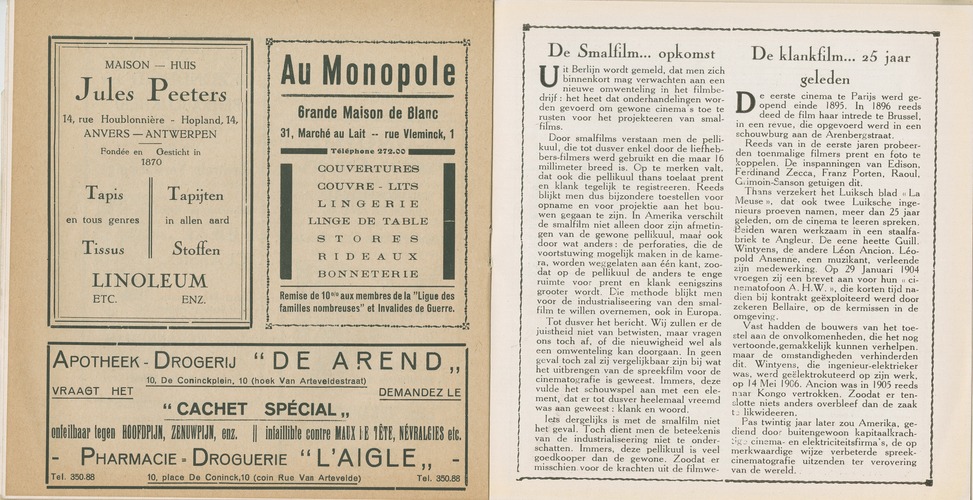 MAISON — HUIS
Jules Peeters
14, rue Houblonnière - Hopland, 14,
ANVERS — ANTWERPEN
Fondée en Oesticht in
1870
Tapis
en tous genres
Tissus
Tapijten
in allen aard
Stoffen
LINOLEUM
ETC. ENZ.
Au Monopole
Grande Maison de Blanc
31, Marché au Lait -- rue Vleminck, 1
Téléphone 272.00
COUVERTURES
COUVRE - LITS
LINGERIE
LINGE DE TABLE
STORES
RIDEAUX
BONNETERIE
Remise de 10 % aux membres de la "Ligue des
familles nombreuses" et Invalides de Guerre.
APOTHEEK - DROGERIJ “DE AREND„
10, De Coninckplein, 10 (hoek Van Arteveldestraat)
VRAAGT HET DEMANDEZ LE
“CACHET SPÉCIAL„
onfeilbaar tegen HOOFDPIJN, ZENUWPIJN, enz. || infaillible contre MAUX DE TÊTE, NÉVRALGIES etc.
- PHARMACIE - DROGUERIE “L'AIGLE„ -
Tel. 350.88 10, place De Coninck, 10 (coin Rue Van Artevelde) Tel. 350.88
De Smalfilm... opkomst
Uit Berlijn wordt gemeld, dat men zich
binnenkort mag verwachten aan een
nieuwe omwenteling in het filmbe-
drijf : het heet dat onderhandelingen wor-
den gevoerd om gewone cinema's toe te
rusten voor het projekteeren van smal-
films.
Door smalfilms verstaan men de pelli-
kuul, die tot dusver enkel door de liefheb-
bers-filmers werd gebruikt en die maar 16
millimeter breed is. Op te merken valt,
dat ook die pellikuul thans toelaat prent
en klank tegelijk te registreeren. Reeds
blijkt men dus bijzondere toestellen voor
opname en voor projektie aan het bou-
wen gegaan te zijn. In Amerika verschilt
de smalfilm niet alleen door zijn afmetin-
gen van de gewone pellikuul, maar ook
door wat anders : de perforaties, die de
voortstuwing mogelijk maken in de kame-
ra, worden weggelaten aan één kant, zoo-
dat op de pellikuul de anders te enge
ruimte voor prent en klank eenigszins
grooter wordt. Die methode blijkt men
voor de industrialiseering van den smal-
film te willen overnemen, ook in Europa.
Tot dusver het bericht. Wij zullen er de
juistheid niet van betwisten, maar vragen
ons toch af, of die nieuwigheid wel als
een omwenteling kan doorgaan. In geen
geval toch zal zij vergelijkbaar zijn bij wat
het uitbrengen van de spreekfilm voor de
cinematografie is geweest. Immers, deze
vulde het schouwspel aan met een ele-
ment, dat er tot dusver heelemaal vreemd
was aan geweest : klank en woord.
Iets dergelijks is met de smalfilm niet
het geval. Toch dient men de beteekenis
van de industrialiseering niet te onder-
schatten. Immers, deze pellikuul is veel
goedkooper dan de gewone. Zoodat er
misschien voor de krachten uit de filmwe-
De klankfilm... 25 jaar
geleden
De eerste cinema te Parijs werd ge-
opend einde 1895. In 1896 reeds
deed de film haar intrede te Brussel,
in een revue, die opgevoerd werd in een
schouwburg aan de Arenbergstraat.
Reeds van in de eerste jaren probeer-
den toenmalige filmers prent en foto te
koppelen. De inspanningen van Edison,
Ferdinand Zecca, Franz Porten, Raoul,
Grimoin-Sanson getuigen dit.
Thans verzekert het Luiksch blad « La
Meuse », dat ook twee Luiksche inge-
nieurs proeven namen, meer dan 25 jaar
geleden, om de cinema te leeren spreken.
Beiden waren werkzaam in een staalfa-
briek te Angleur. De eene heette Guill.
Wintyens, de andere Léon Ancion. Léo-
pold Ansenne, een muzikant, verleende
zijn medewerking. Op 29 Januari 1904
vroegen zij een brevet aan voor hun « ci-
nematofoon A. H.W. », die korten tijd na-
dien bij kontrakt geëxploiteerd werd door
zekeren Bellaire, op de kermissen in de
omgeving.
Vast hadden de bouwers van het toe-
stel aan de onvolkomenheden, die het nog
vertoonde, gemakkelijk kunnen verhelpen,
maar de omstandigheden verhinderden
dit. Wintyens, die ingenieur-elektrieker
was, werd geëlektrokuteerd op zijn werk,
op 14 Mei 1906. Ancion was in 1905 reeds
naar Kongo vertrokken. Zoodat er ten-
slotte niets anders overbleef dan de zaak
te likwideeren.
Pas twintig jaar later zou Amerika, ge-
diend door buitengewoon kapitaalkrach-
tige cinema- en elektriciteitsfirma's, de op
merkwaardige wijze verbeterde spreek-
cinematografie uitzenden ter verovering
van de wereld.